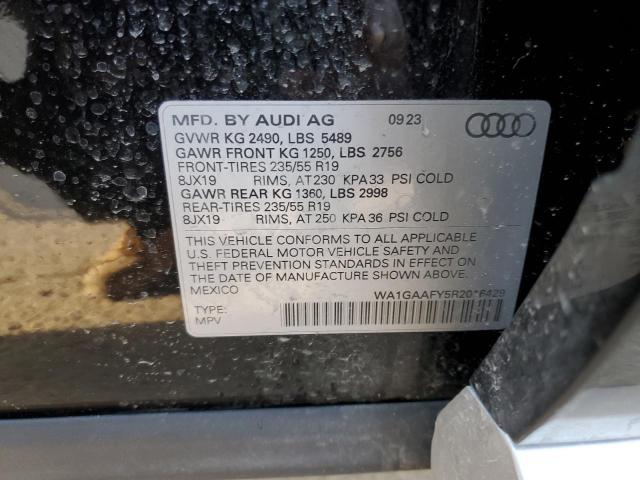 MFD. BY AUDI AG 09 23
GVWR KG 2490, LBS 5489
GAWR FRONT KG 1250, LBS 2756
FRONT-TIRES 235/55 R19
8JX19 RIMS, AT 230 KPA 33 PSI COLD
GAWR REAR KG 1360, LBS 2998
REAR-TIRES 235/55 R19
8JX19 RIMS, AT 250 KPA 36 PSI COLD
THIS VEHICLE CONFORMS TO ALL APPLICABLE
U.S. FEDERAL MOTOR VEHICLE SAFETY AND
THEFT PREVENTION STANDARDS IN EFFECT ON
THE DATE OF MANUFACTURE SHOWN ABOVE.
MEXICO
TYPE:
MPV